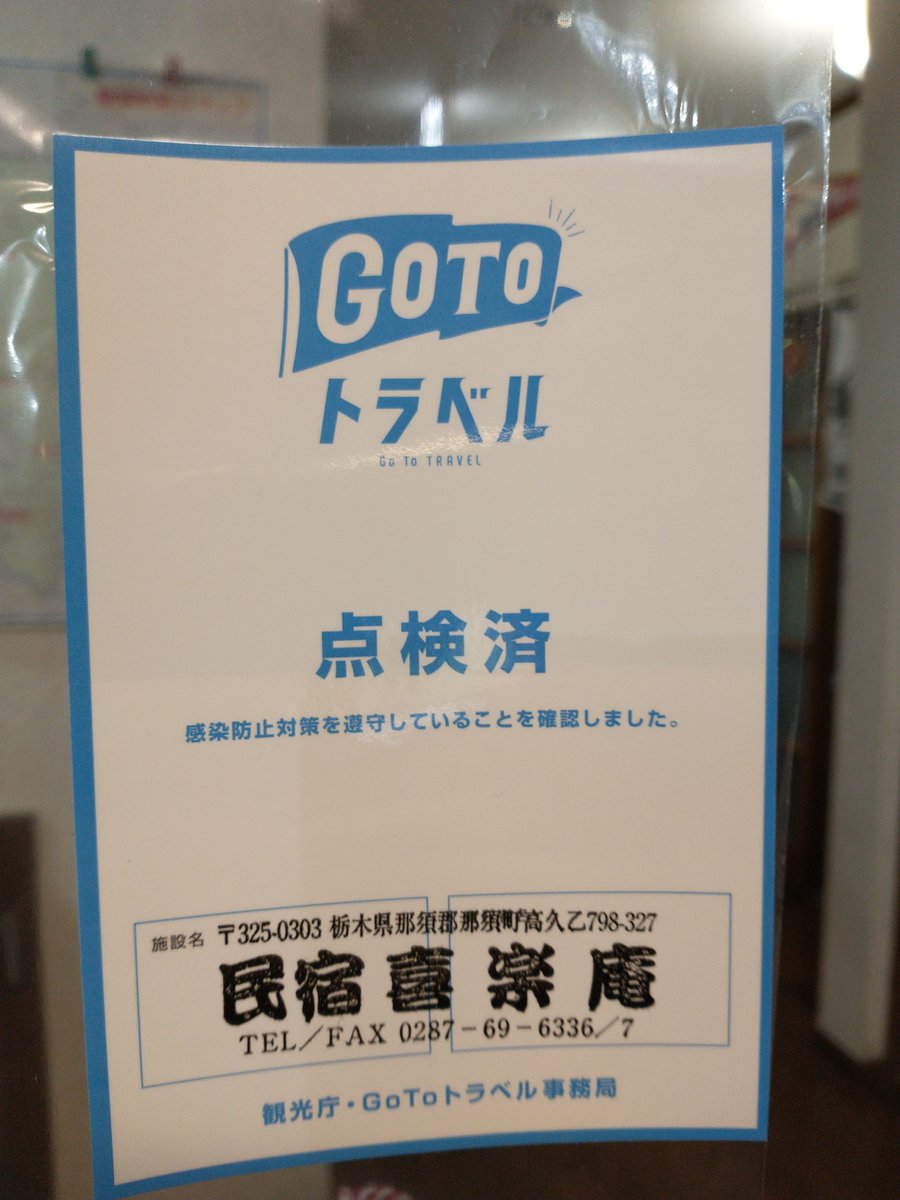 GOTO
トラベル
Go To TRAVEL
点検済
感染防止対策を遵守していることを確認しました。
施設名 〒325-0303 栃木県那須郡那須町高久乙798-327
民宿 喜楽庵
TEL／FAX 0287－69－6336／7
観光庁・GoToトラベル事務局